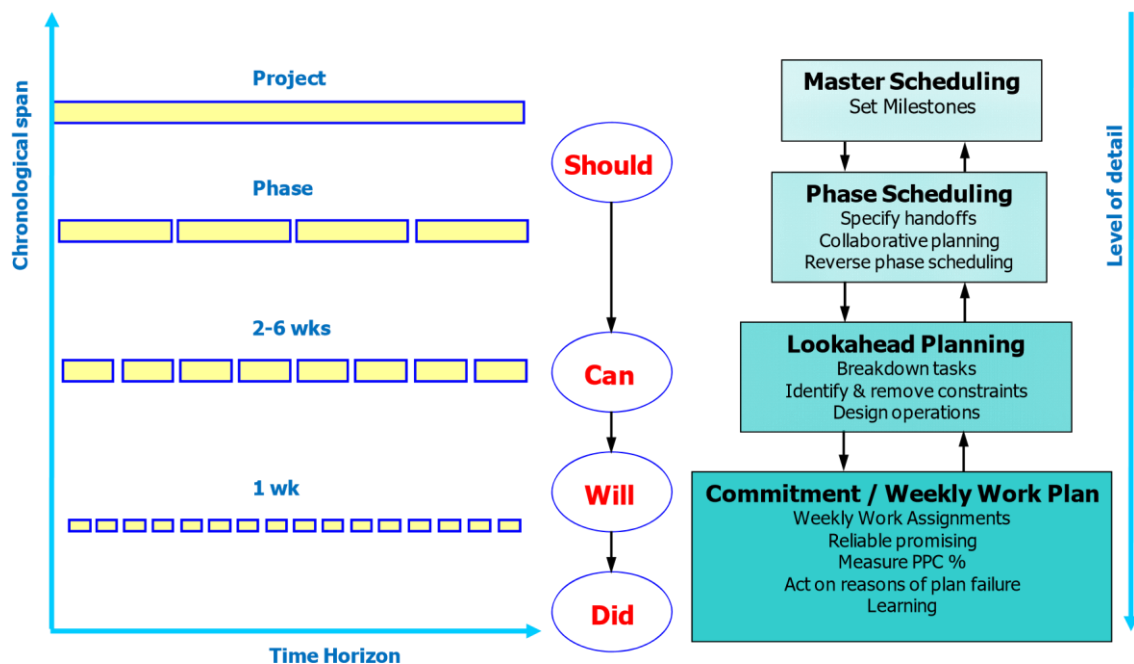 Chronological span
Project
Phase
2-6 wks
1 wk
Time Horizon
Should
Can
Will
Did
Master Scheduling
Set Milestones
Phase Scheduling
Specify handoffs
Collaborative planning
Reverse phase scheduling
Lookahead Planning
Breakdown tasks
Identify & remove constraints
Design operations
Commitment / Weekly Work Plan
Weekly Work Assignments
Reliable promising
Measure PPC %
Act on reasons of plan failure
Learning
Level of detail